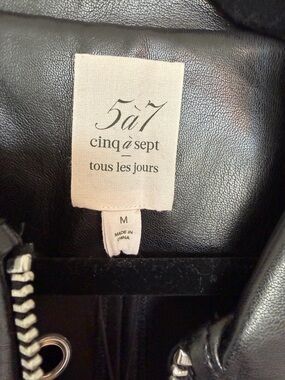 5à7
cinq à sept
tous les jours
M
MADE IN
CHINA